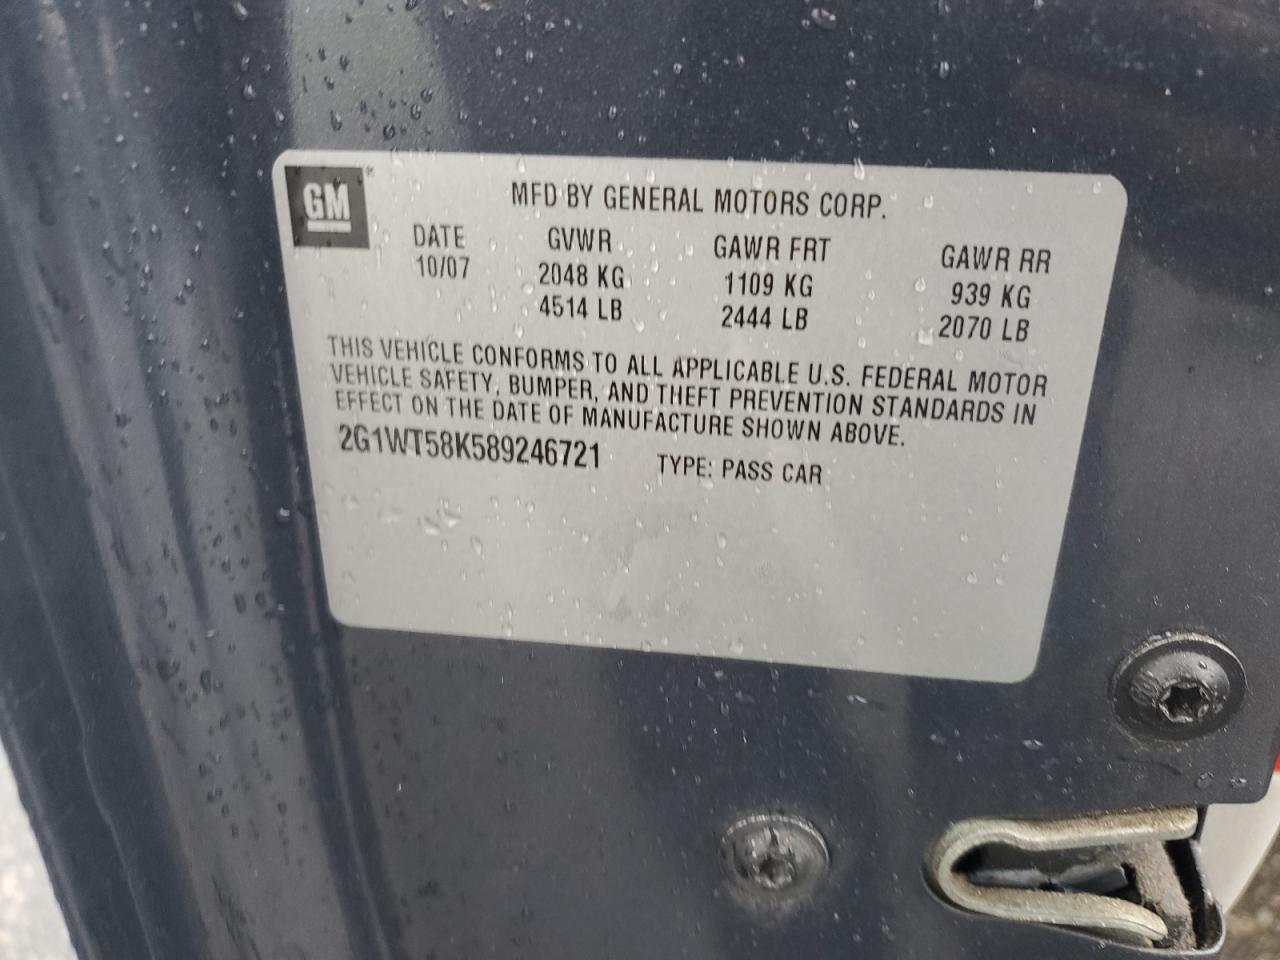 GM
MFD BY GENERAL MOTORS CORP.
DATE GVWR GAWR FRT GAWR RR
10/07 2048 KG 1109 KG 939 KG
4514 LB 2444 LB 2070 LB
THIS VEHICLE CONFORMS TO ALL APPLICABLE U.S. FEDERAL MOTOR
VEHICLE SAFETY, BUMPER, AND THEFT PREVENTION STANDARDS IN
EFFECT ON THE DATE OF MANUFACTURE SHOWN ABOVE.
2G1WT58K589246721 TYPE: PASS CAR